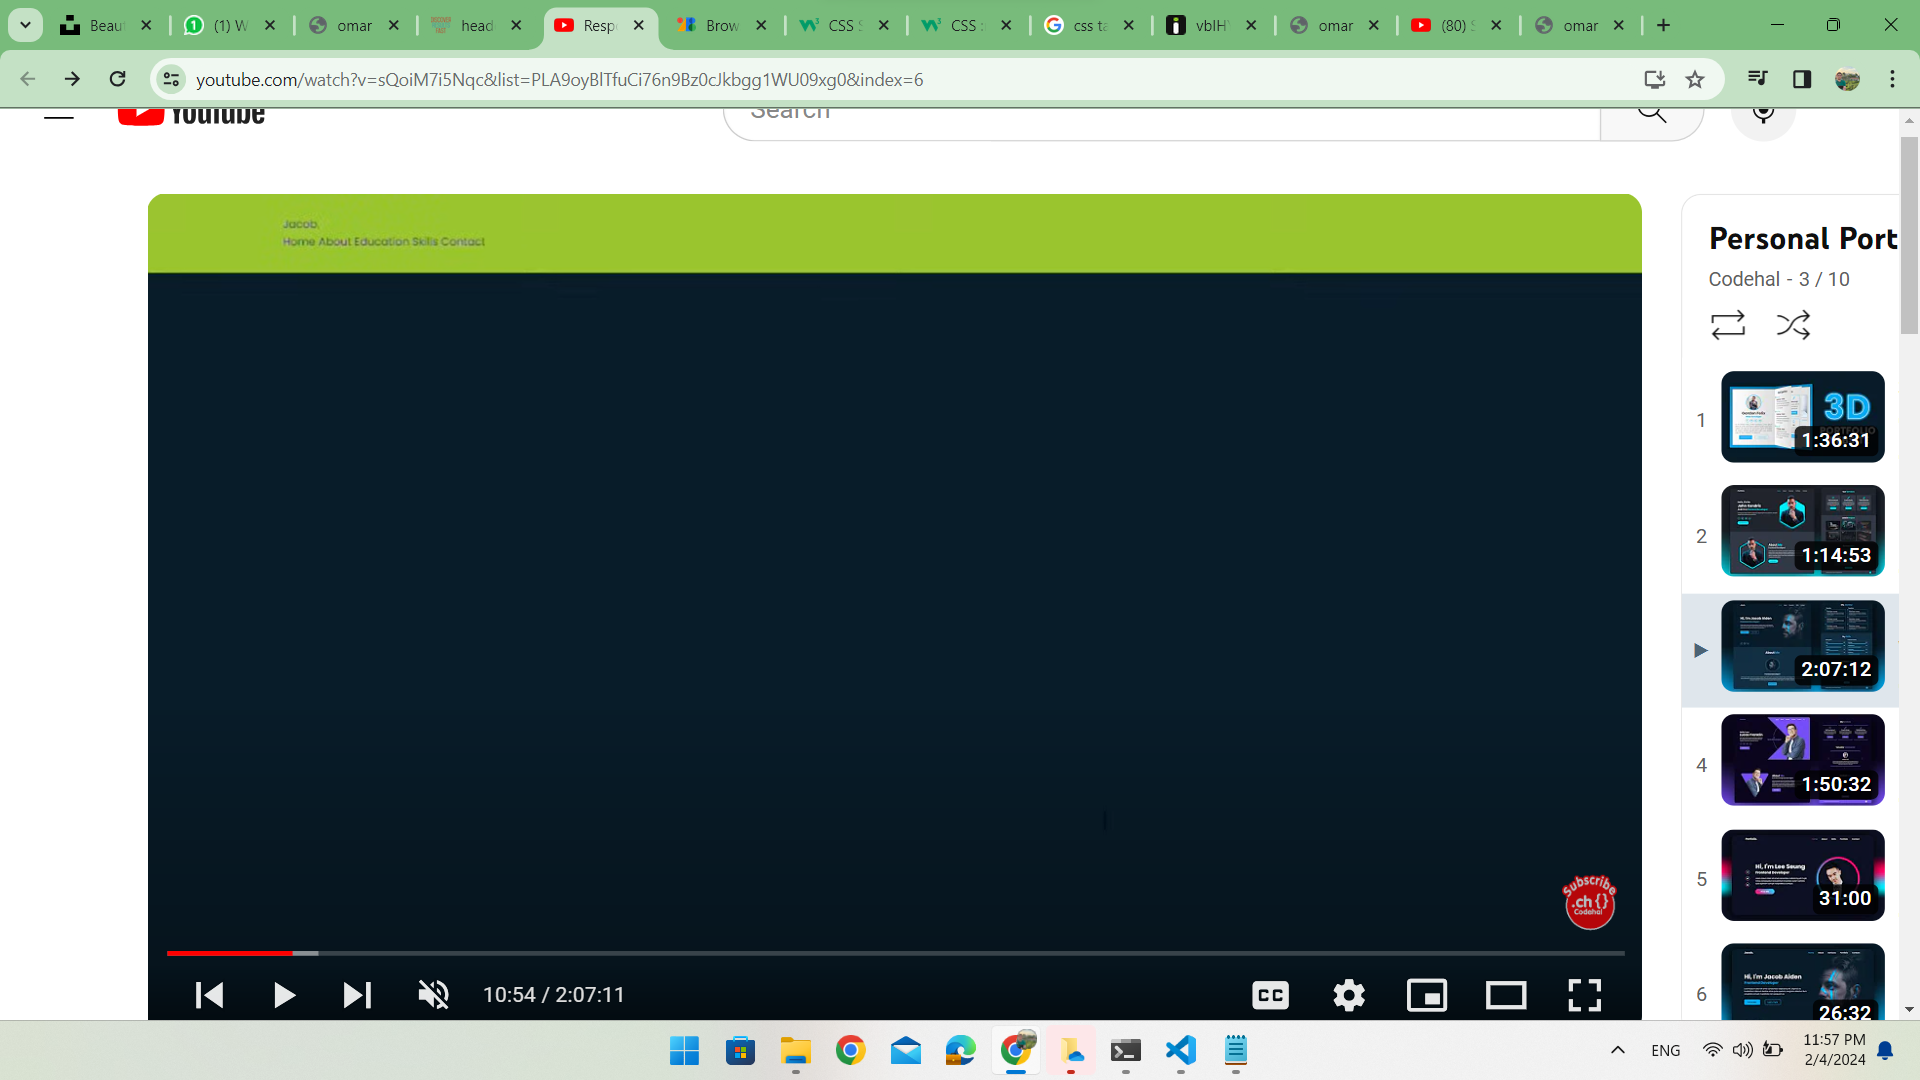 Beaut
(1) W
omar
head
Resp
Brow
CSS S
CSS
css ta
vbIH
omar
(80) S
omar
youtube.com/watch?v=sQoiM7i5Nqc&list=PLA9oyBlTfuCi76n9Bz0cJkbgg1WU09xg0&index=6
YouTube
Search
Jacob.
Home About Education Skills Contact
Personal Port
Codehal - 3 / 10
1
3D
PORTFOLIO
1:36:31
2
1:14:53
2:07:12
4
1:50:32
5
Hi, I'm Lee Seung
Frontend Developer
31:00
6
Hi, I'm Jacob Aiden
26:32
Subscribe
.ch {}
Codehal
10:54 / 2:07:11
CC
ENG
11:57 PM
2/4/2024